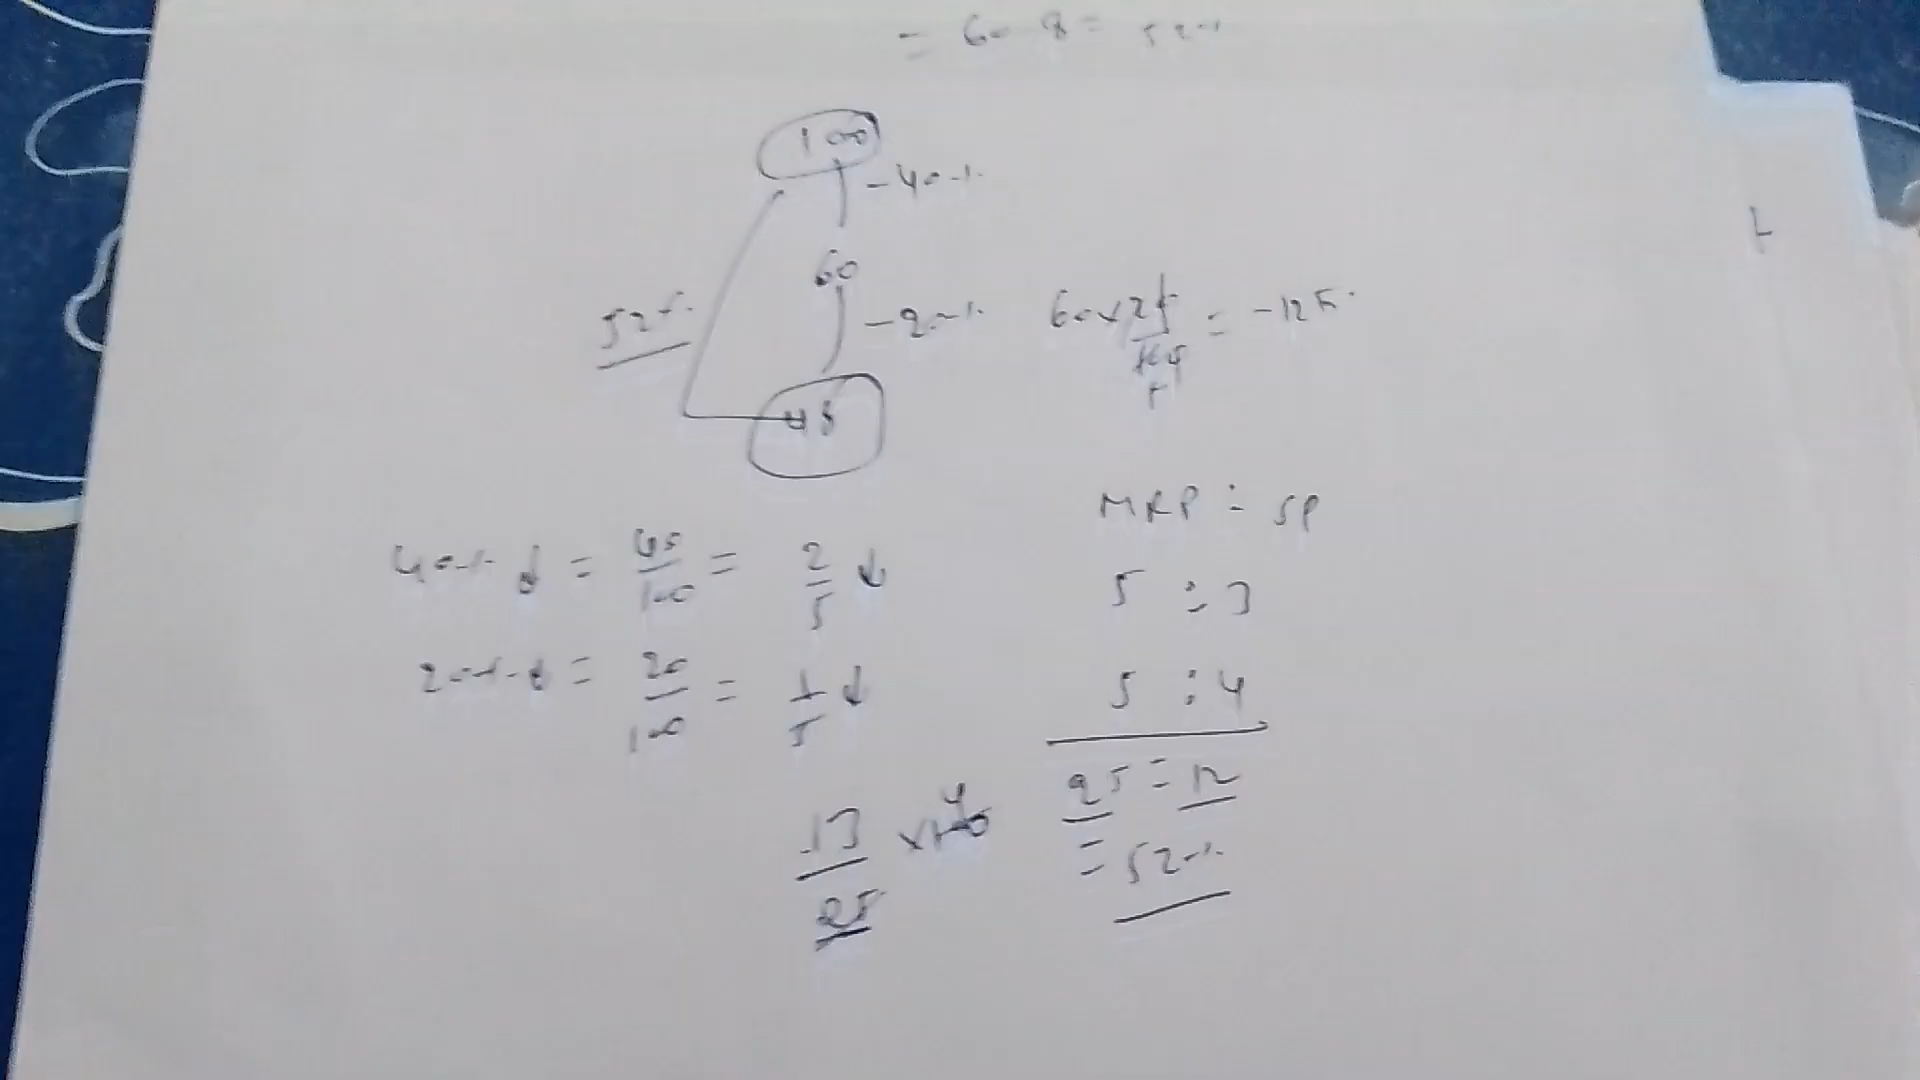 = 60 - 8 = 52%
100
-40%
60
52%
-20%
60 × 20 / 100 = -12
48
MRP : SP
40% ↓ = 40/100 = 2/5 ↓
5 : 3
20% ↓ = 20/100 = 1/5 ↓
5 : 4
25 : 12
13/25 × 100
= 52%